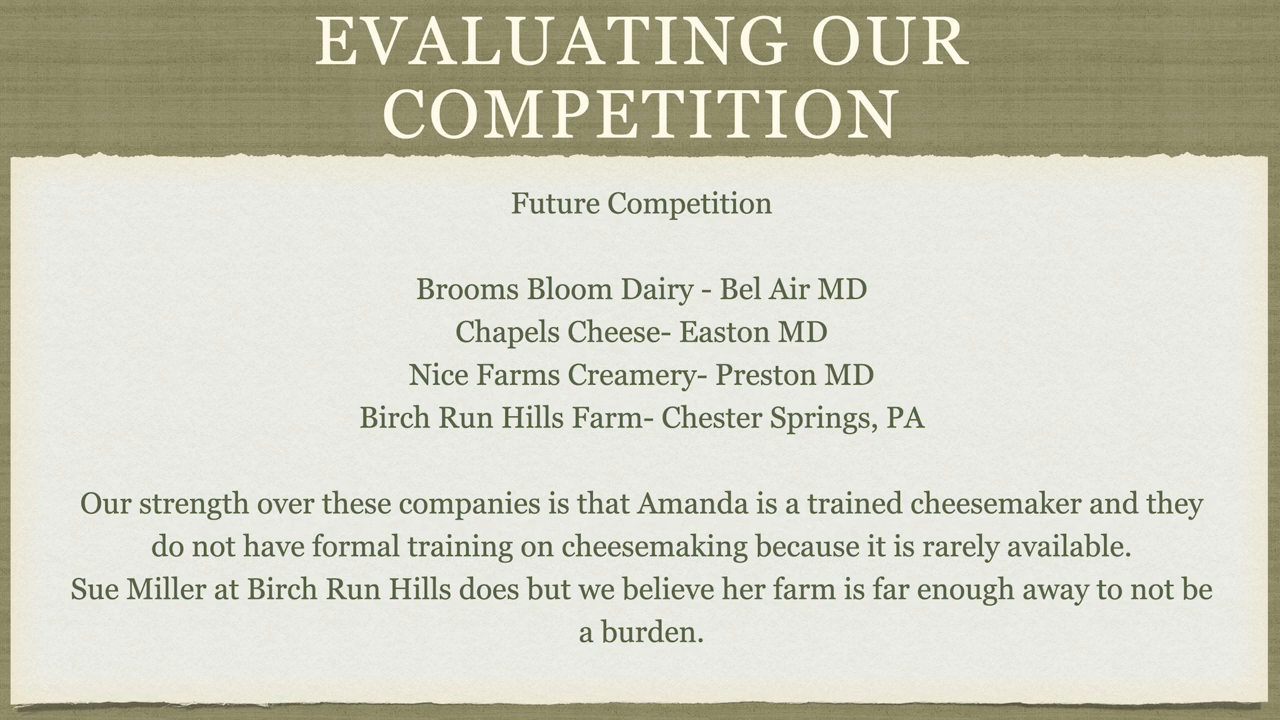 EVALUATING OUR
COMPETITION
Future Competition
Brooms Bloom Dairy - Bel Air MD
Chapels Cheese- Easton MD
Nice Farms Creamery- Preston MD
Birch Run Hills Farm- Chester Springs, PA
Our strength over these companies is that Amanda is a trained cheesemaker and they
do not have formal training on cheesemaking because it is rarely available.
Sue Miller at Birch Run Hills does but we believe her farm is far enough away to not be
a burden.